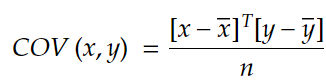 COV (x, y) = [x − x̅]ᵀ[y − y̅] / n